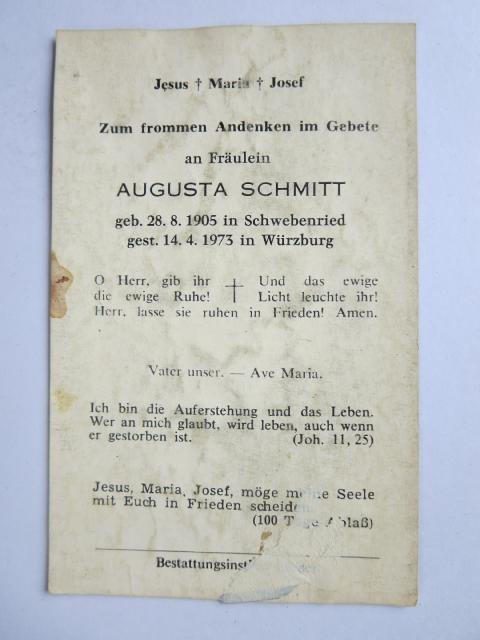 Jesus † Maria † Josef
Zum frommen Andenken im Gebete
an Fräulein
AUGUSTA SCHMITT
geb. 28. 8. 1905 in Schwebenried
gest. 14. 4. 1973 in Würzburg
O Herr, gib ihr † Und das ewige
die ewige Ruhe! Licht leuchte ihr!
Herr, lasse sie ruhen in Frieden! Amen.
Vater unser. — Ave Maria.
Ich bin die Auferstehung und das Leben.
Wer an mich glaubt, wird leben, auch wenn
er gestorben ist. (Joh. 11, 25)
Jesus, Maria, Josef, möge meine Seele
mit Euch in Frieden scheiden
(100 Tage Ablaß)